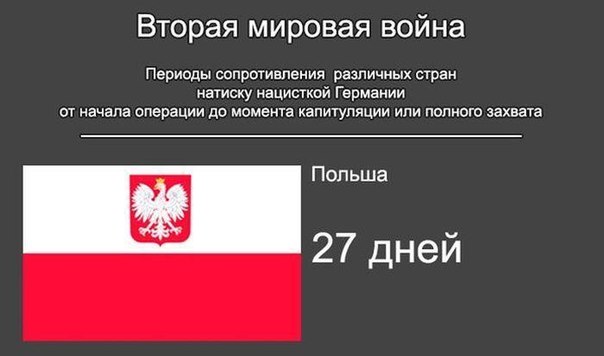 Вторая мировая война
Периоды сопротивления различных стран
натиску нацисткой Германии
от начала операции до момента капитуляции или полного захвата
Польша
27 дней